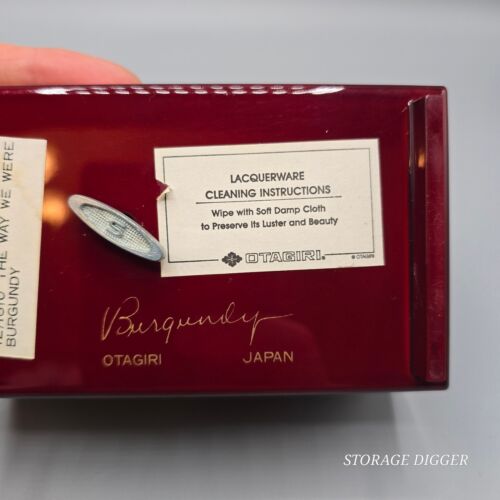 THE WAY WE WERE
BURGUNDY
LACQUERWARE
CLEANING INSTRUCTIONS
Wipe with Soft Damp Cloth
to Preserve its Luster and Beauty
OTAGIRI
© OTAGIRI
S
Burgundy
OTAGIRI JAPAN
STORAGE DIGGER